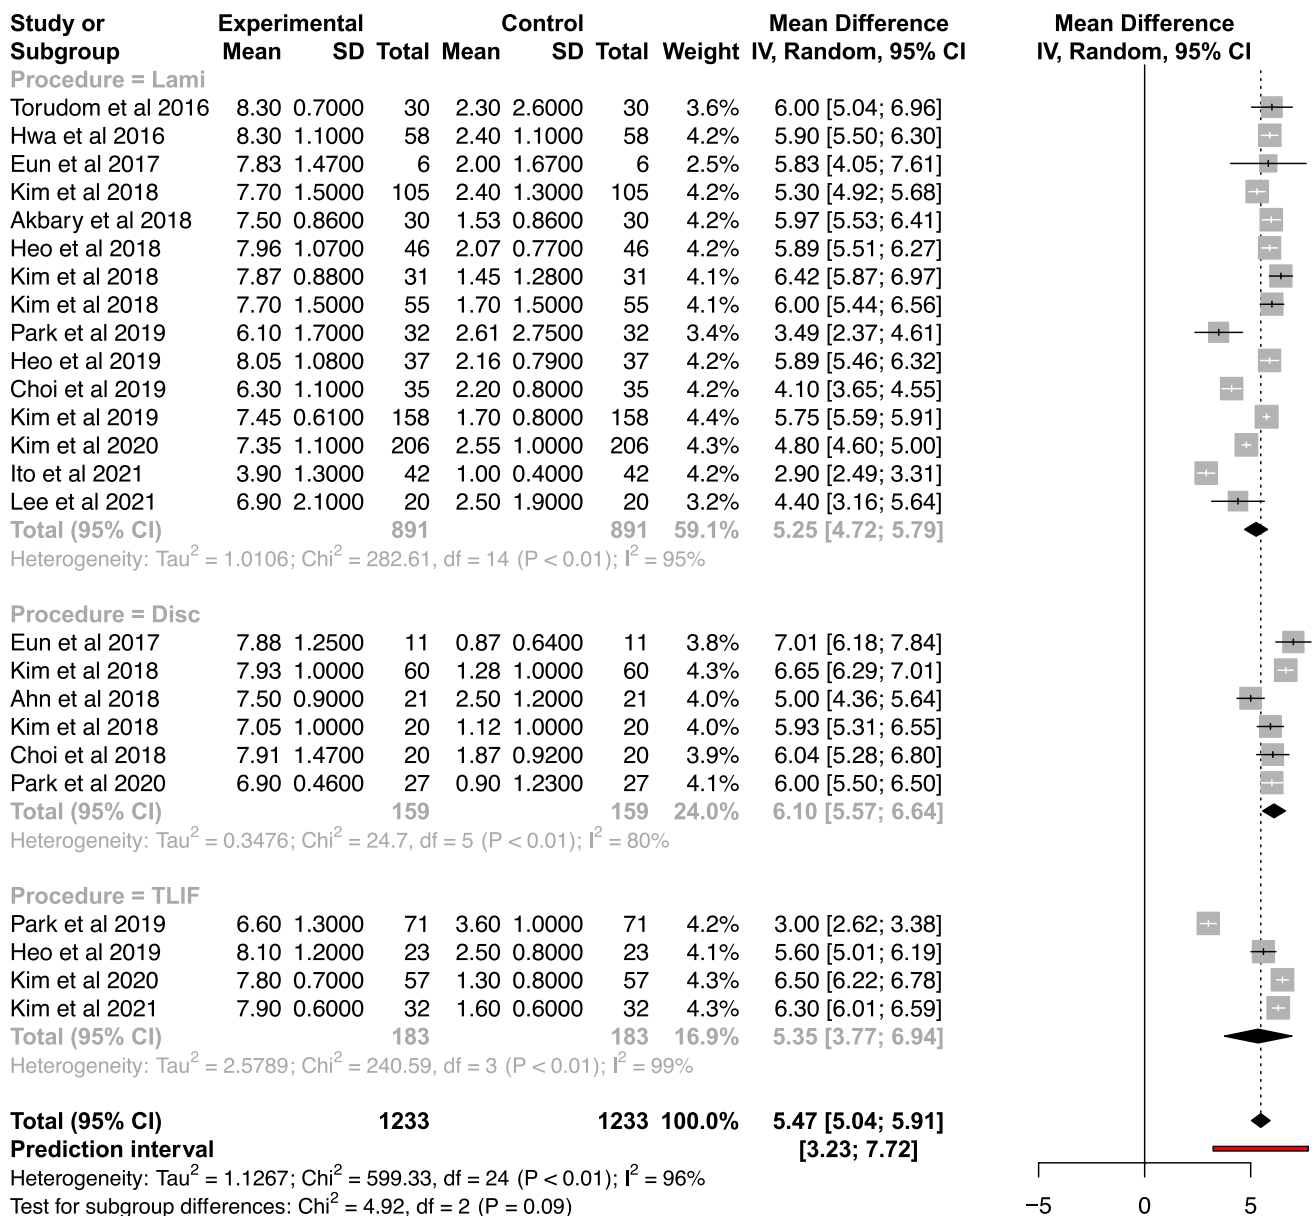 Study or Experimental Control Mean Difference Mean Difference
Subgroup Mean SD Total Mean SD Total Weight IV, Random, 95% CI IV, Random, 95% CI
Procedure = Lami
Torudom et al 2016 8.30 0.7000 30 2.30 2.6000 30 3.6% 6.00 [5.04; 6.96]
Hwa et al 2016 8.30 1.1000 58 2.40 1.1000 58 4.2% 5.90 [5.50; 6.30]
Eun et al 2017 7.83 1.4700 6 2.00 1.6700 6 2.5% 5.83 [4.05; 7.61]
Kim et al 2018 7.70 1.5000 105 2.40 1.3000 105 4.2% 5.30 [4.92; 5.68]
Akbary et al 2018 7.50 0.8600 30 1.53 0.8600 30 4.2% 5.97 [5.53; 6.41]
Heo et al 2018 7.96 1.0700 46 2.07 0.7700 46 4.2% 5.89 [5.51; 6.27]
Kim et al 2018 7.87 0.8800 31 1.45 1.2800 31 4.1% 6.42 [5.87; 6.97]
Kim et al 2018 7.70 1.5000 55 1.70 1.5000 55 4.1% 6.00 [5.44; 6.56]
Park et al 2019 6.10 1.7000 32 2.61 2.7500 32 3.4% 3.49 [2.37; 4.61]
Heo et al 2019 8.05 1.0800 37 2.16 0.7900 37 4.2% 5.89 [5.46; 6.32]
Choi et al 2019 6.30 1.1000 35 2.20 0.8000 35 4.2% 4.10 [3.65; 4.55]
Kim et al 2019 7.45 0.6100 158 1.70 0.8000 158 4.4% 5.75 [5.59; 5.91]
Kim et al 2020 7.35 1.1000 206 2.55 1.0000 206 4.3% 4.80 [4.60; 5.00]
Ito et al 2021 3.90 1.3000 42 1.00 0.4000 42 4.2% 2.90 [2.49; 3.31]
Lee et al 2021 6.90 2.1000 20 2.50 1.9000 20 3.2% 4.40 [3.16; 5.64]
Total (95% CI) 891 891 59.1% 5.25 [4.72; 5.79]
Heterogeneity: Tau² = 1.0106; Chi² = 282.61, df = 14 (P < 0.01); I² = 95%
Procedure = Disc
Eun et al 2017 7.88 1.2500 11 0.87 0.6400 11 3.8% 7.01 [6.18; 7.84]
Kim et al 2018 7.93 1.0000 60 1.28 1.0000 60 4.3% 6.65 [6.29; 7.01]
Ahn et al 2018 7.50 0.9000 21 2.50 1.2000 21 4.0% 5.00 [4.36; 5.64]
Kim et al 2018 7.05 1.0000 20 1.12 1.0000 20 4.0% 5.93 [5.31; 6.55]
Choi et al 2018 7.91 1.4700 20 1.87 0.9200 20 3.9% 6.04 [5.28; 6.80]
Park et al 2020 6.90 0.4600 27 0.90 1.2300 27 4.1% 6.00 [5.50; 6.50]
Total (95% CI) 159 159 24.0% 6.10 [5.57; 6.64]
Heterogeneity: Tau² = 0.3476; Chi² = 24.7, df = 5 (P < 0.01); I² = 80%
Procedure = TLIF
Park et al 2019 6.60 1.3000 71 3.60 1.0000 71 4.2% 3.00 [2.62; 3.38]
Heo et al 2019 8.10 1.2000 23 2.50 0.8000 23 4.1% 5.60 [5.01; 6.19]
Kim et al 2020 7.80 0.7000 57 1.30 0.8000 57 4.3% 6.50 [6.22; 6.78]
Kim et al 2021 7.90 0.6000 32 1.60 0.6000 32 4.3% 6.30 [6.01; 6.59]
Total (95% CI) 183 183 16.9% 5.35 [3.77; 6.94]
Heterogeneity: Tau² = 2.5789; Chi² = 240.59, df = 3 (P < 0.01); I² = 99%
Total (95% CI) 1233 1233 100.0% 5.47 [5.04; 5.91]
Prediction interval [3.23; 7.72]
Heterogeneity: Tau² = 1.1267; Chi² = 599.33, df = 24 (P < 0.01); I² = 96%
Test for subgroup differences: Chi² = 4.92, df = 2 (P = 0.09) −5 0 5